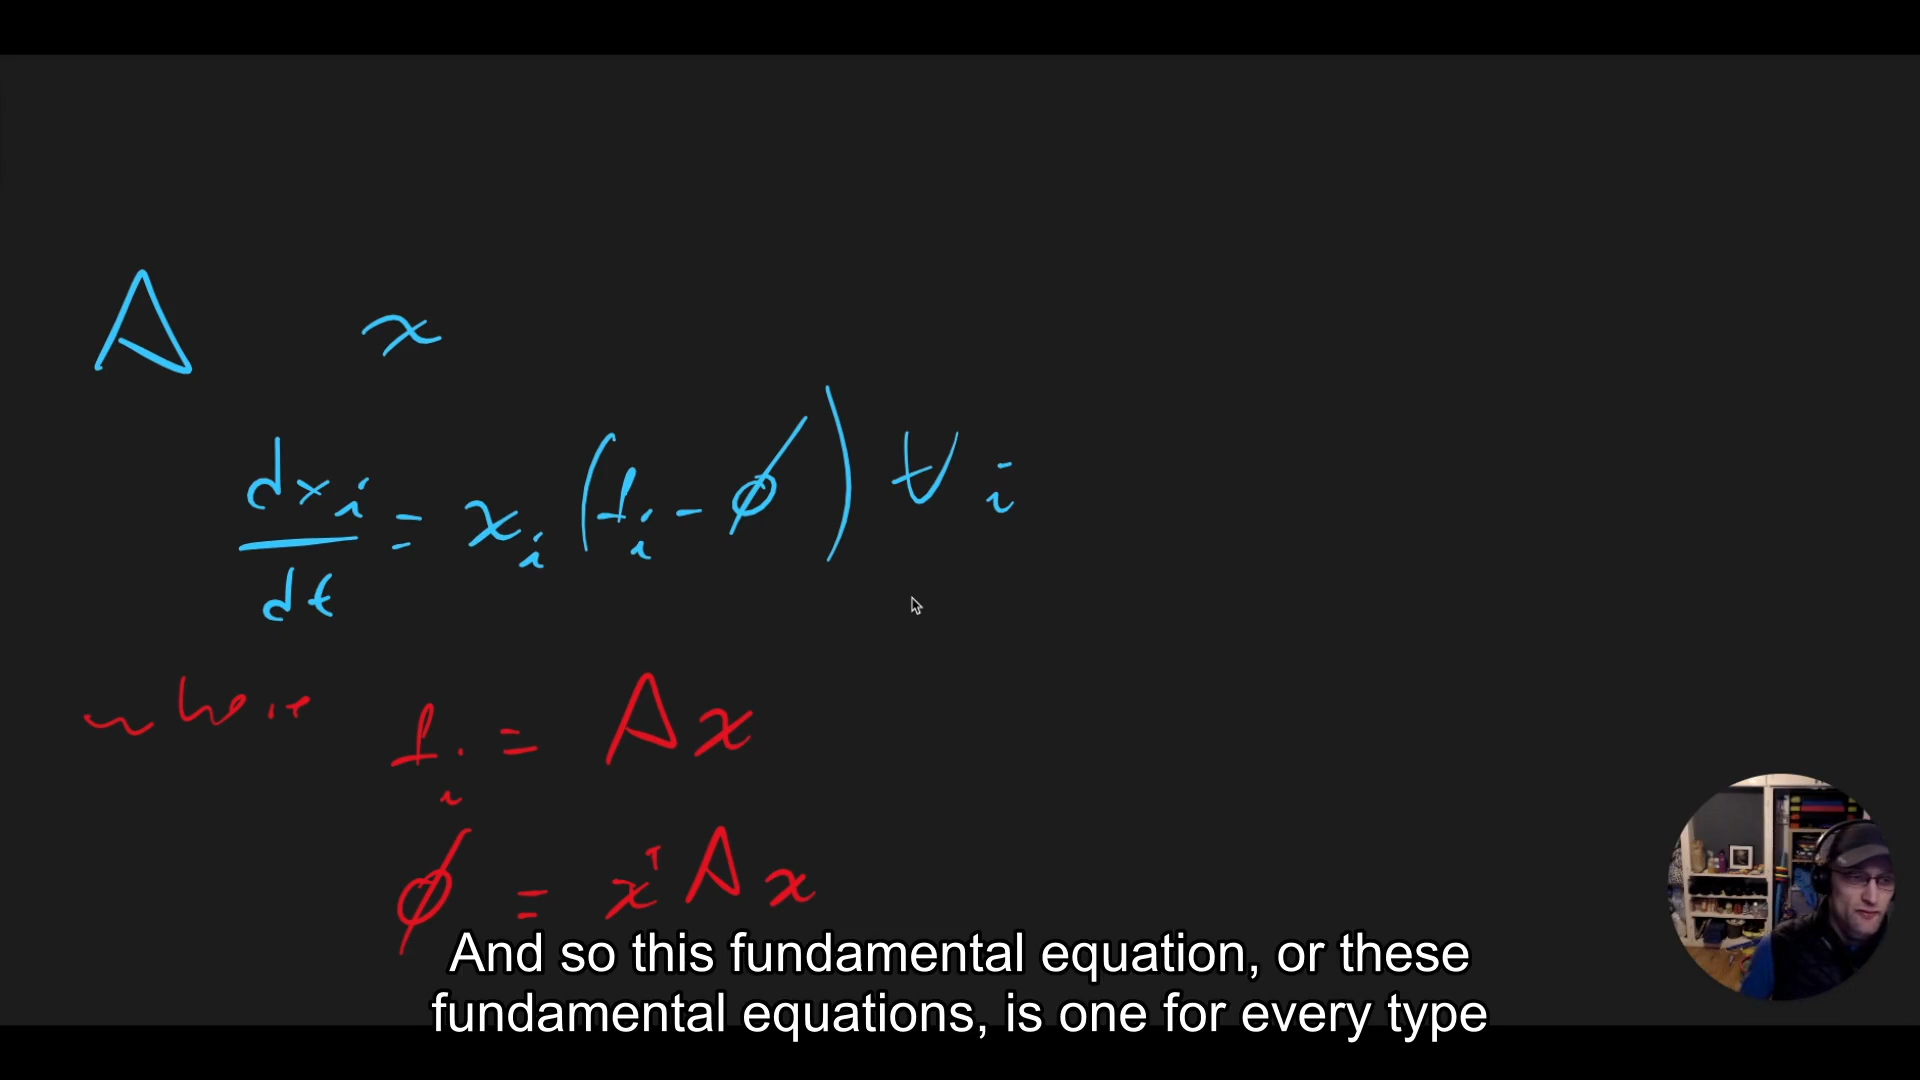 A x
dxi/dt = xi (fi - φ) ∀ i
where fi = Ax
φ = xᵀAx
And so this fundamental equation, or these
fundamental equations, is one for every type